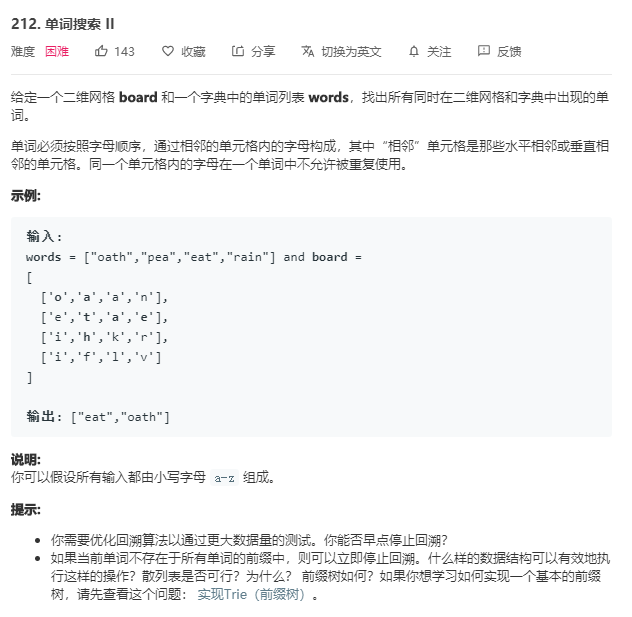 212. 单词搜索 II
难度 困难 143 收藏 分享 切换为英文 关注 反馈
给定一个二维网格 board 和一个字典中的单词列表 words，找出所有同时在二维网格和字典中出现的单
词。
单词必须按照字母顺序，通过相邻的单元格内的字母构成，其中“相邻”单元格是那些水平相邻或垂直相
邻的单元格。同一个单元格内的字母在一个单词中不允许被重复使用。
示例:
输入:
words = ["oath","pea","eat","rain"] and board =
[
['o','a','a','n'],
['e','t','a','e'],
['i','h','k','r'],
['i','f','l','v']
]
输出: ["eat","oath"]
说明:
你可以假设所有输入都由小写字母 a-z 组成。
提示:
你需要优化回溯算法以通过更大数据量的测试。你能否早点停止回溯？
如果当前单词不存在于所有单词的前缀中，则可以立即停止回溯。什么样的数据结构可以有效地执
行这样的操作？散列表是否可行？为什么？ 前缀树如何？如果你想学习如何实现一个基本的前缀
树，请先查看这个问题： 实现Trie（前缀树）。